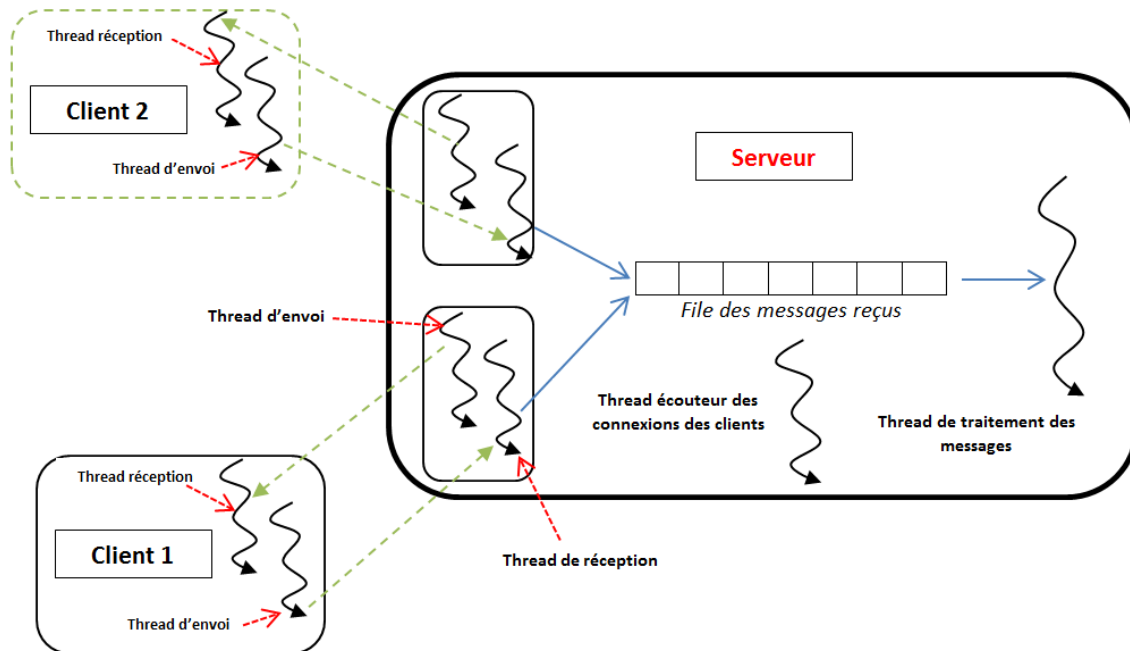 Thread réception
Client 2
Thread d'envoi
Serveur
File des messages reçus
Thread d'envoi
Thread écouteur des
connexions des clients
Thread de traitement des
messages
Thread réception
Client 1
Thread de réception
Thread d'envoi